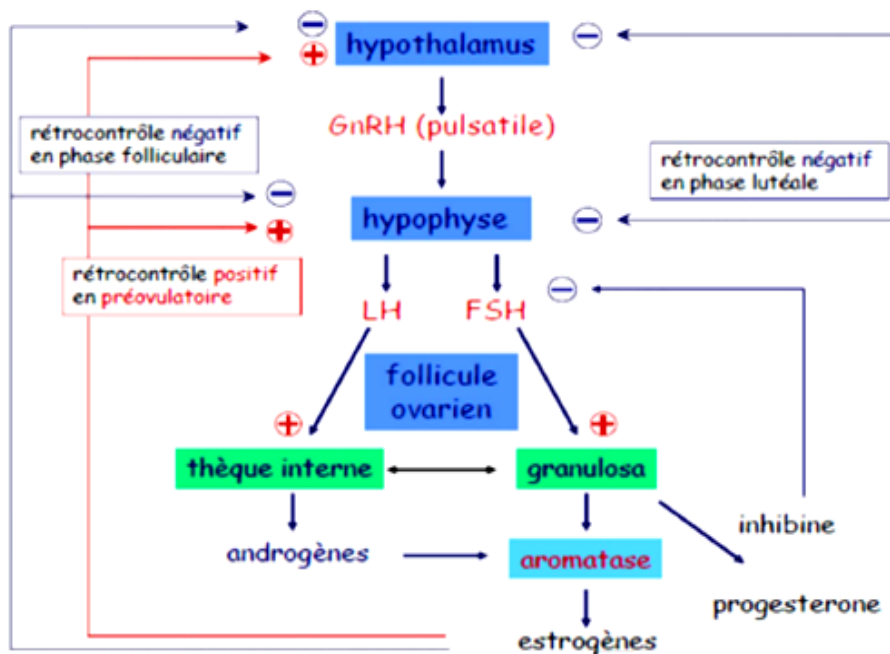 hypothalamus
GnRH (pulsatile)
rétrocontrôle négatif
en phase folliculaire
rétrocontrôle négatif
en phase lutéale
hypophyse
rétrocontrôle positif
en préovulatoire
LH
FSH
follicule
ovarien
thèque interne
granulosa
androgènes
aromatase
inhibine
progesterone
estrogènes